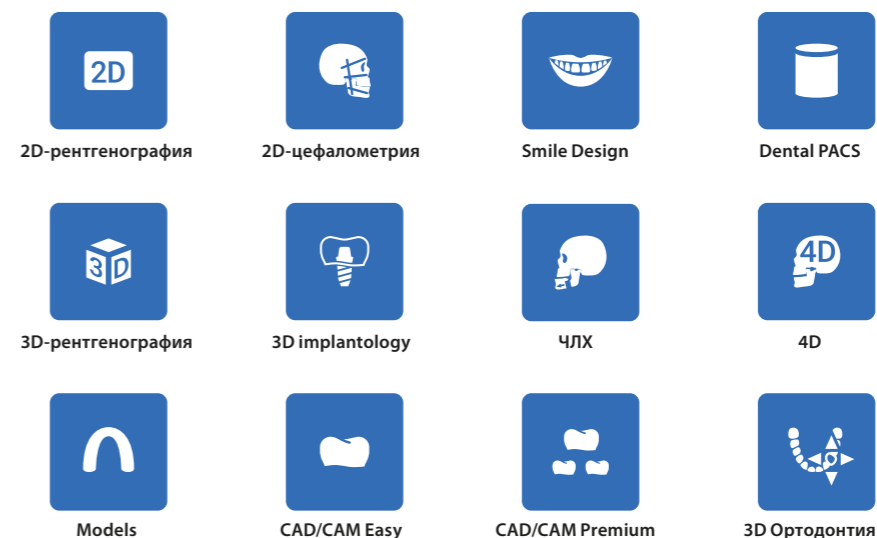 2D
2D-рентгенография
2D-цефалометрия
Smile Design
Dental PACS
3D
4D
3D-рентгенография
3D implantology
ЧЛХ
4D
Models
CAD/CAM Easy
CAD/CAM Premium
3D Ортодонтия